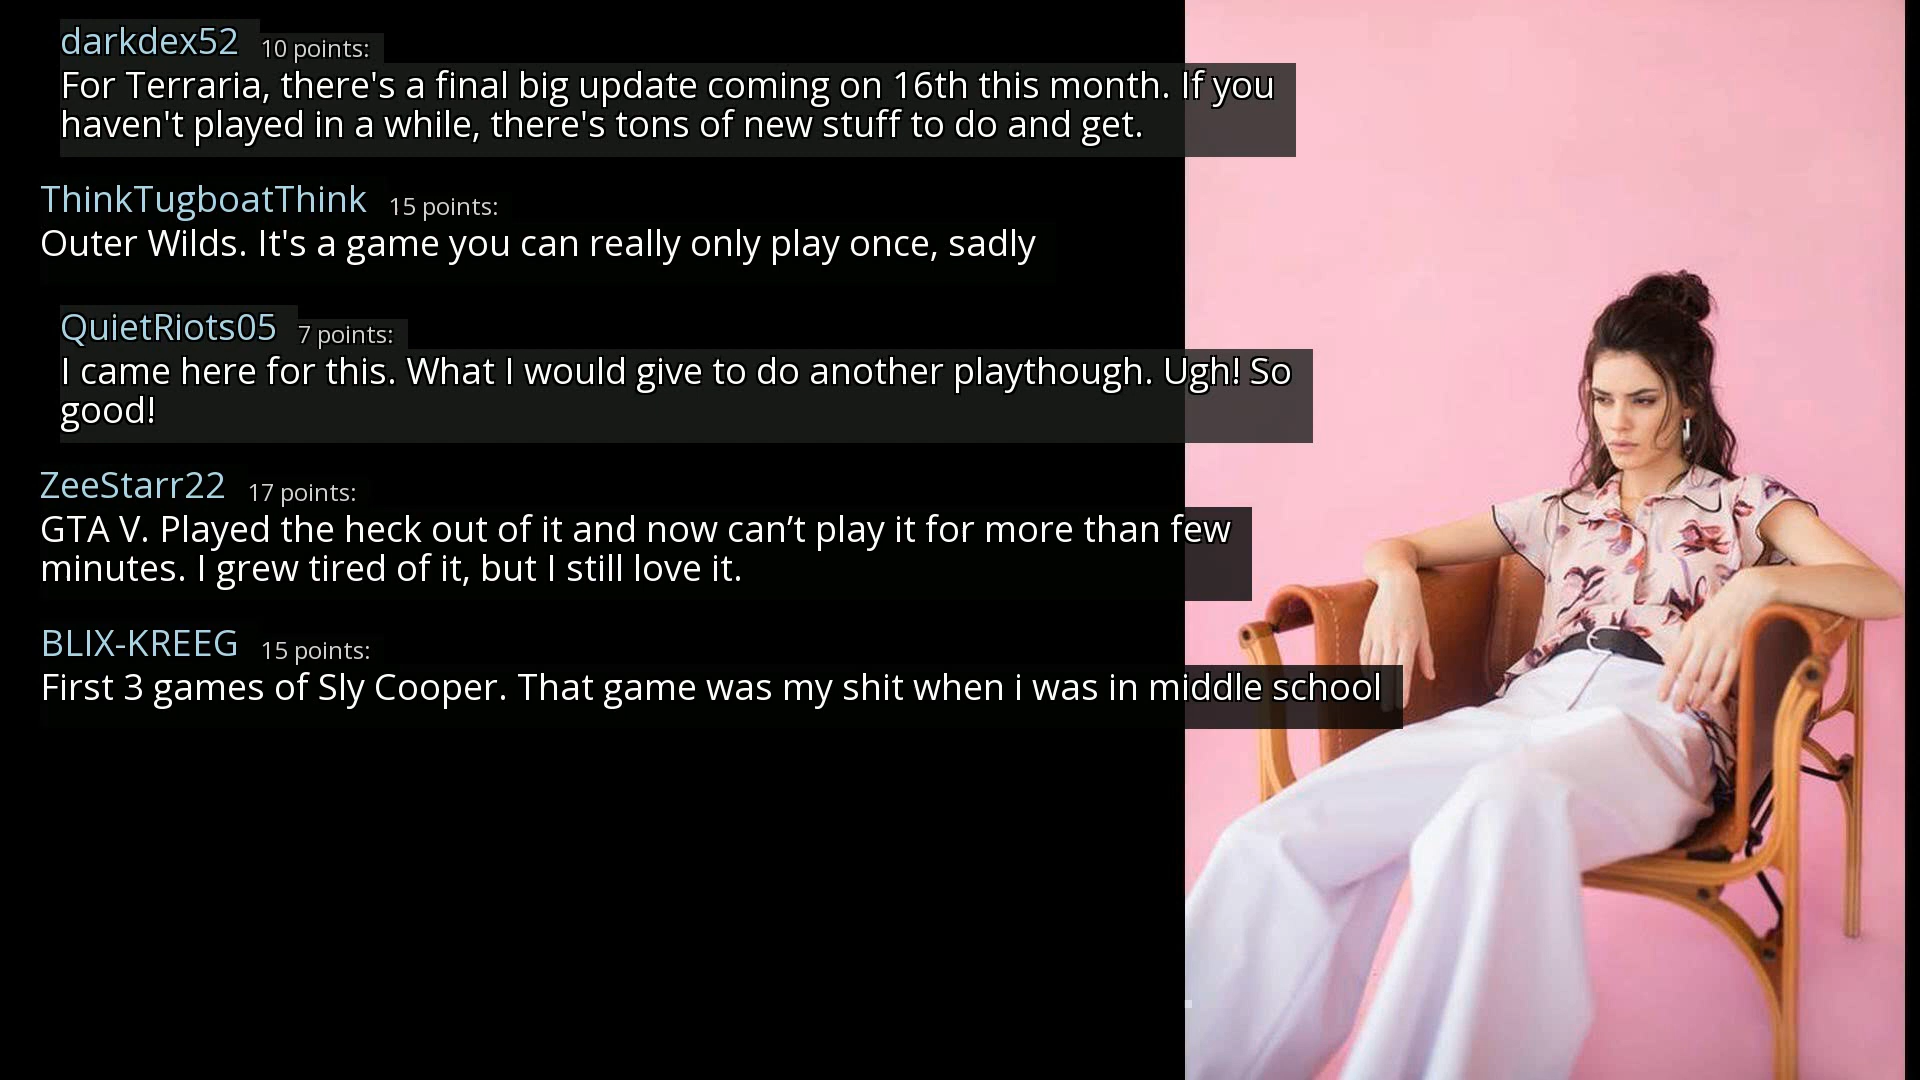 darkdex52 10 points:
For Terraria, there's a final big update coming on 16th this month. If you
haven't played in a while, there's tons of new stuff to do and get.
ThinkTugboatThink 15 points:
Outer Wilds. It's a game you can really only play once, sadly
QuietRiots05 7 points:
I came here for this. What I would give to do another playthough. Ugh! So
good!
ZeeStarr22 17 points:
GTA V. Played the heck out of it and now can’t play it for more than few
minutes. I grew tired of it, but I still love it.
BLIX-KREEG 15 points:
First 3 games of Sly Cooper. That game was my shit when i was in middle school